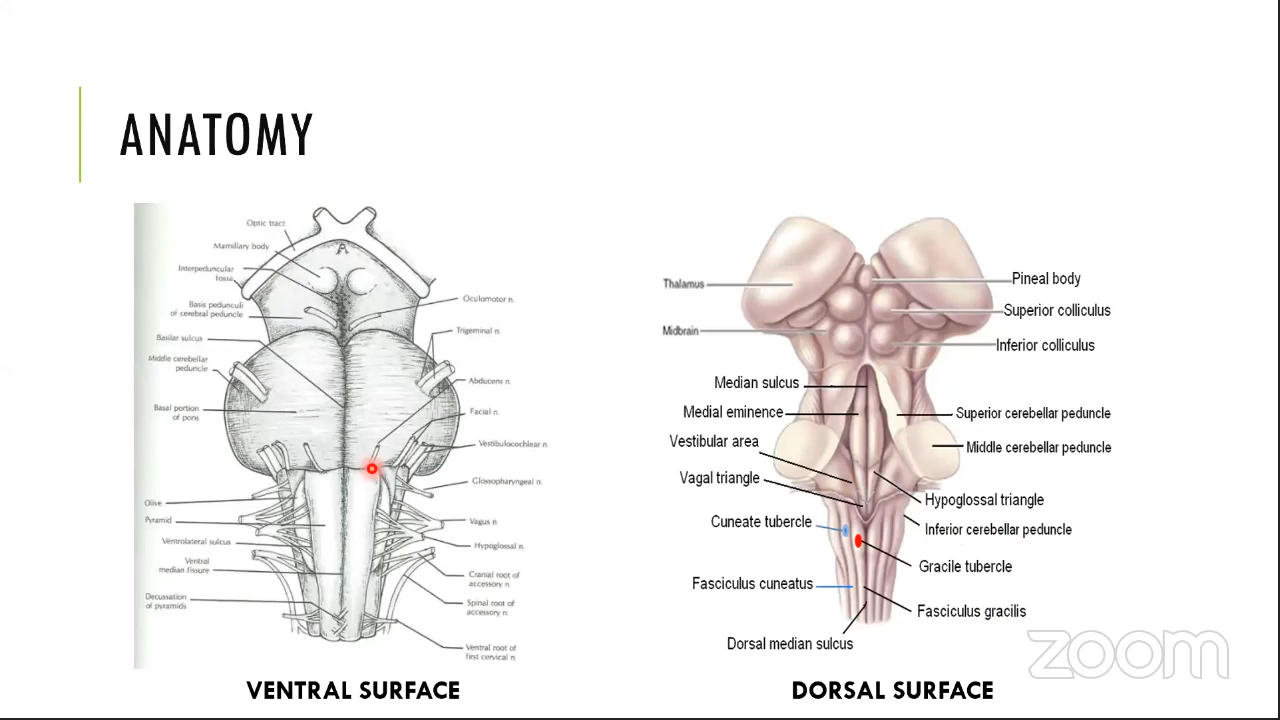 ANATOMY
Optic tract
Mamillary body
Interpeduncular
fossa
Basis pedunculi
of cerebral peduncle
Basilar sulcus
Middle cerebellar
peduncle
Basal portion
of pons
Olive
Pyramid
Ventrolateral sulcus
Ventral
median fissure
Decussation
of pyramids
Oculomotor n.
Trigeminal n.
Abducens n.
Facial n.
Vestibulocochlear n.
Glossopharyngeal n.
Vagus n
Hypoglossal n.
Cranial root of
accessory n.
Spinal root of
accessory n.
Ventral root of
first cervical n.
VENTRAL SURFACE
Thalamus
Midbrain
Median sulcus
Medial eminence
Vestibular area
Vagal triangle
Cuneate tubercle
Fasciculus cuneatus
Dorsal median sulcus
Pineal body
Superior colliculus
Inferior colliculus
Superior cerebellar peduncle
Middle cerebellar peduncle
Hypoglossal triangle
Inferior cerebellar peduncle
Gracile tubercle
Fasciculus gracilis
DORSAL SURFACE
zoom